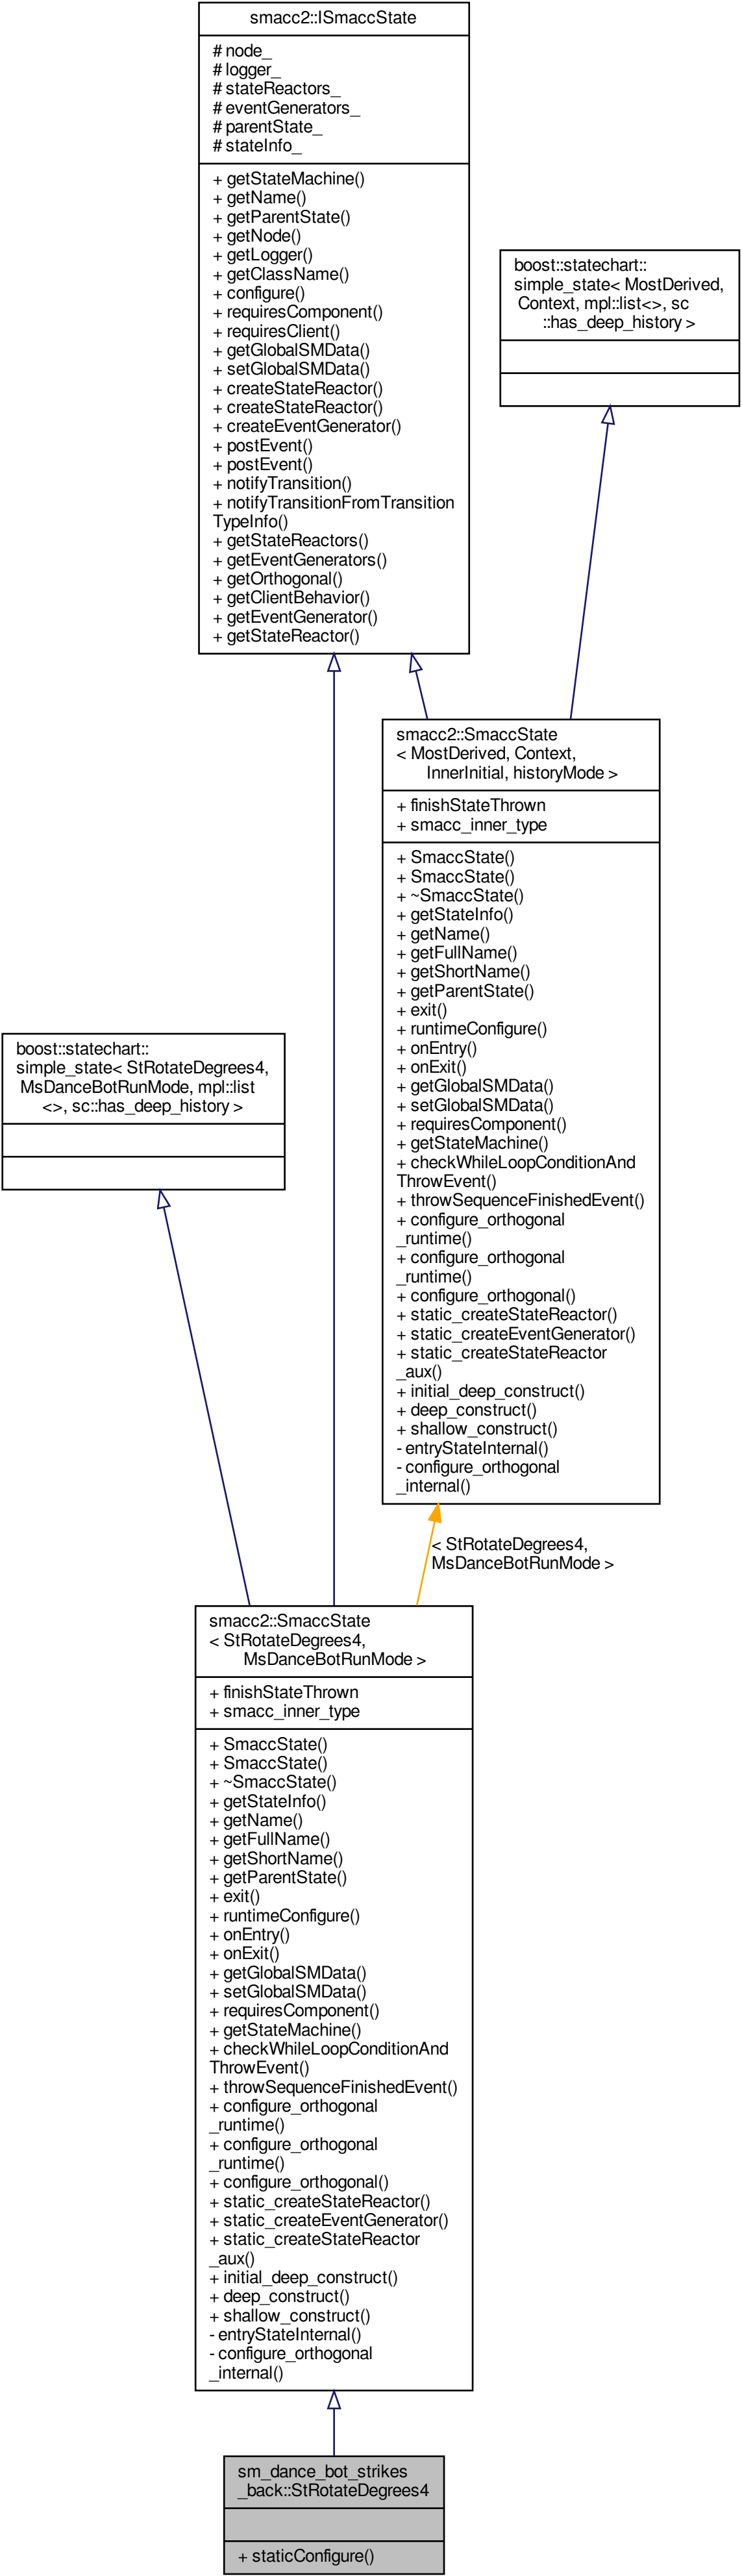 smacc2::ISmaccState
# node_
# logger_
# stateReactors_
# eventGenerators_
# parentState_
# stateInfo_
+ getStateMachine()
+ getName()
+ getParentState()
+ getNode()
+ getLogger()
+ getClassName()
+ configure()
+ requiresComponent()
+ requiresClient()
+ getGlobalSMData()
+ setGlobalSMData()
+ createStateReactor()
+ createStateReactor()
+ createEventGenerator()
+ postEvent()
+ postEvent()
+ notifyTransition()
+ notifyTransitionFromTransition
TypeInfo()
+ getStateReactors()
+ getEventGenerators()
+ getOrthogonal()
+ getClientBehavior()
+ getEventGenerator()
+ getStateReactor()
boost::statechart::
simple_state< MostDerived,
Context, mpl::list<>, sc
::has_deep_history >
smacc2::SmaccState
< MostDerived, Context,
InnerInitial, historyMode >
+ finishStateThrown
+ smacc_inner_type
+ SmaccState()
+ SmaccState()
+ ~SmaccState()
+ getStateInfo()
+ getName()
+ getFullName()
+ getShortName()
+ getParentState()
+ exit()
+ runtimeConfigure()
+ onEntry()
+ onExit()
+ getGlobalSMData()
+ setGlobalSMData()
+ requiresComponent()
+ getStateMachine()
+ checkWhileLoopConditionAnd
ThrowEvent()
+ throwSequenceFinishedEvent()
+ configure_orthogonal
_runtime()
+ configure_orthogonal
_runtime()
+ configure_orthogonal()
+ static_createStateReactor()
+ static_createEventGenerator()
+ static_createStateReactor
_aux()
+ initial_deep_construct()
+ deep_construct()
+ shallow_construct()
- entryStateInternal()
- configure_orthogonal
_internal()
boost::statechart::
simple_state< StRotateDegrees4,
MsDanceBotRunMode, mpl::list
<>, sc::has_deep_history >
< StRotateDegrees4,
MsDanceBotRunMode >
smacc2::SmaccState
< StRotateDegrees4,
MsDanceBotRunMode >
+ finishStateThrown
+ smacc_inner_type
+ SmaccState()
+ SmaccState()
+ ~SmaccState()
+ getStateInfo()
+ getName()
+ getFullName()
+ getShortName()
+ getParentState()
+ exit()
+ runtimeConfigure()
+ onEntry()
+ onExit()
+ getGlobalSMData()
+ setGlobalSMData()
+ requiresComponent()
+ getStateMachine()
+ checkWhileLoopConditionAnd
ThrowEvent()
+ throwSequenceFinishedEvent()
+ configure_orthogonal
_runtime()
+ configure_orthogonal
_runtime()
+ configure_orthogonal()
+ static_createStateReactor()
+ static_createEventGenerator()
+ static_createStateReactor
_aux()
+ initial_deep_construct()
+ deep_construct()
+ shallow_construct()
- entryStateInternal()
- configure_orthogonal
_internal()
sm_dance_bot_strikes
_back::StRotateDegrees4
+ staticConfigure()